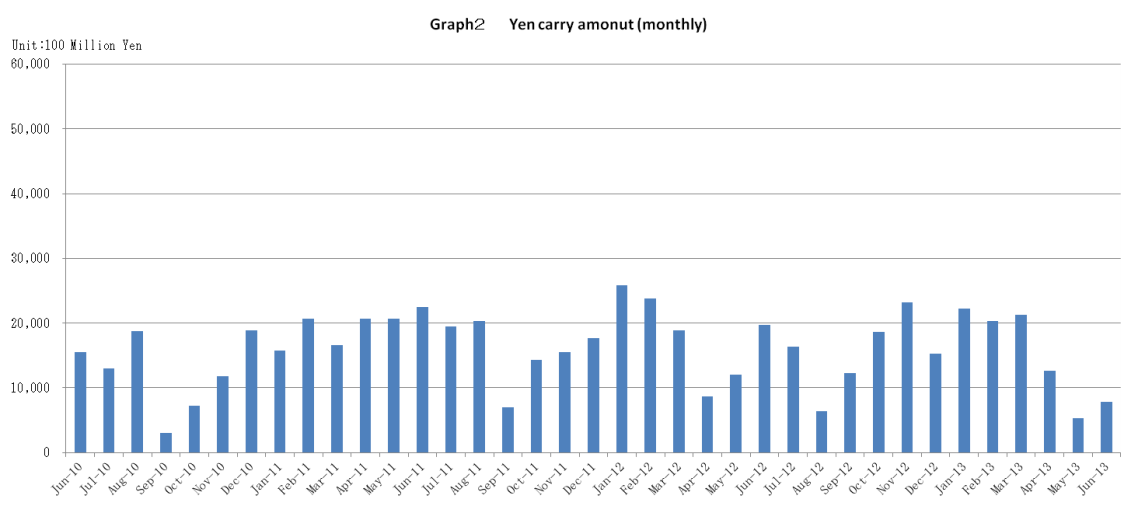 Graph２ Yen carry amonut (monthly)
Unit:100 Million Yen
60,000
50,000
40,000
30,000
20,000
10,000
0
Jun-10 Jul-10 Aug-10 Sep-10 Oct-10 Nov-10 Dec-10 Jan-11 Feb-11 Mar-11 Apr-11 May-11 Jun-11 Jul-11 Aug-11 Sep-11 Oct-11 Nov-11 Dec-11 Jan-12 Feb-12 Mar-12 Apr-12 May-12 Jun-12 Jul-12 Aug-12 Sep-12 Oct-12 Nov-12 Dec-12 Jan-13 Feb-13 Mar-13 Apr-13 May-13 Jun-13